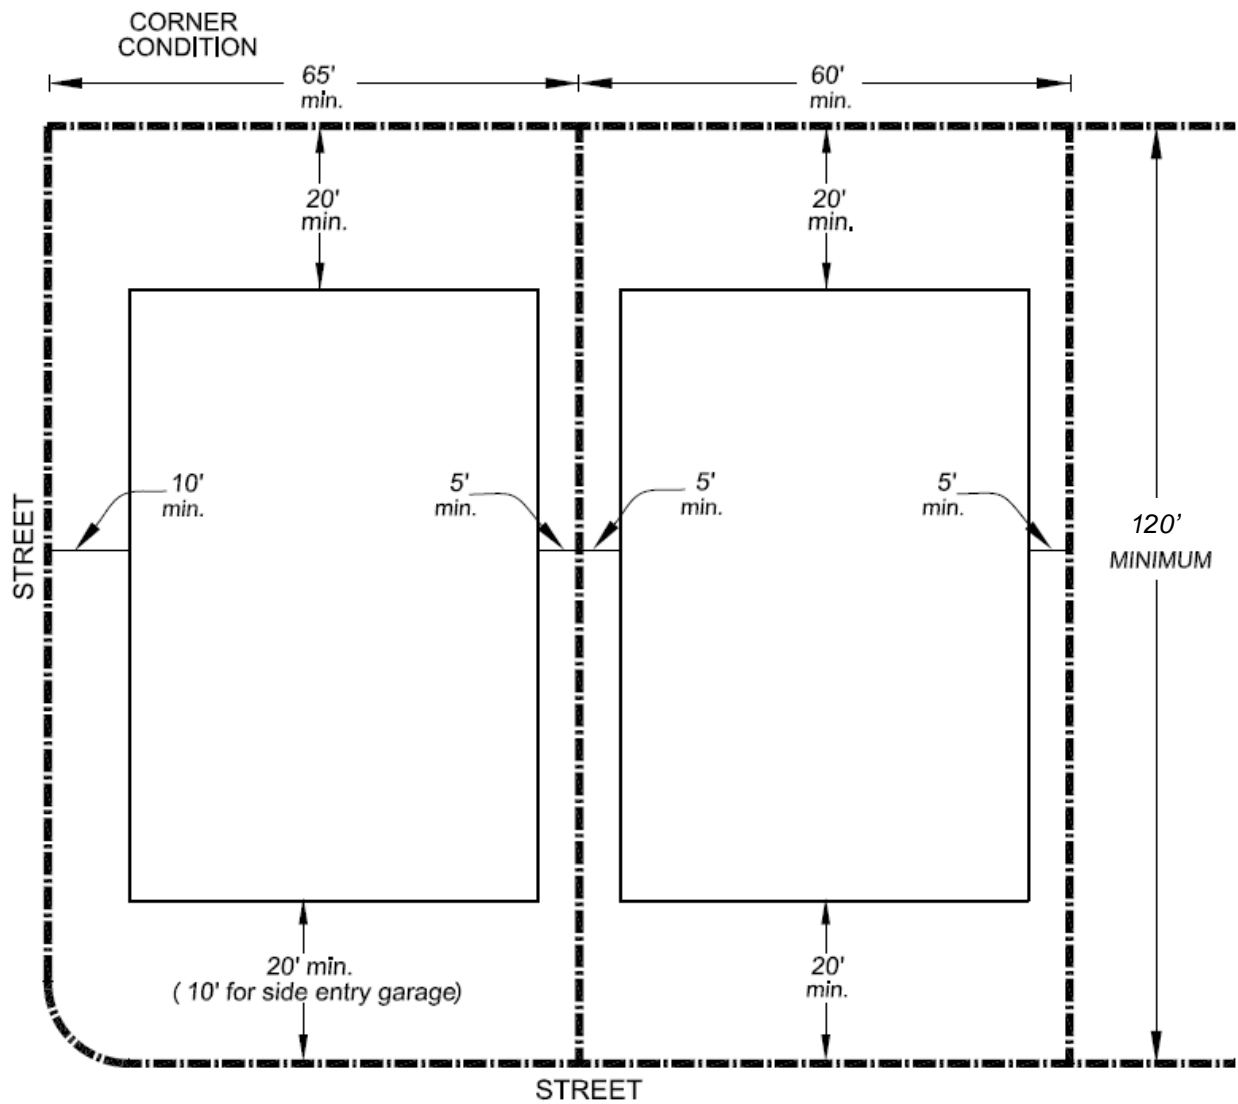 CORNER
CONDITION
65'
min.
60'
min.
20'
min.
20'
min.
10'
min.
5'
min.
5'
min.
5'
min.
120'
MINIMUM
STREET
20' min.
( 10' for side entry garage)
20'
min.
STREET